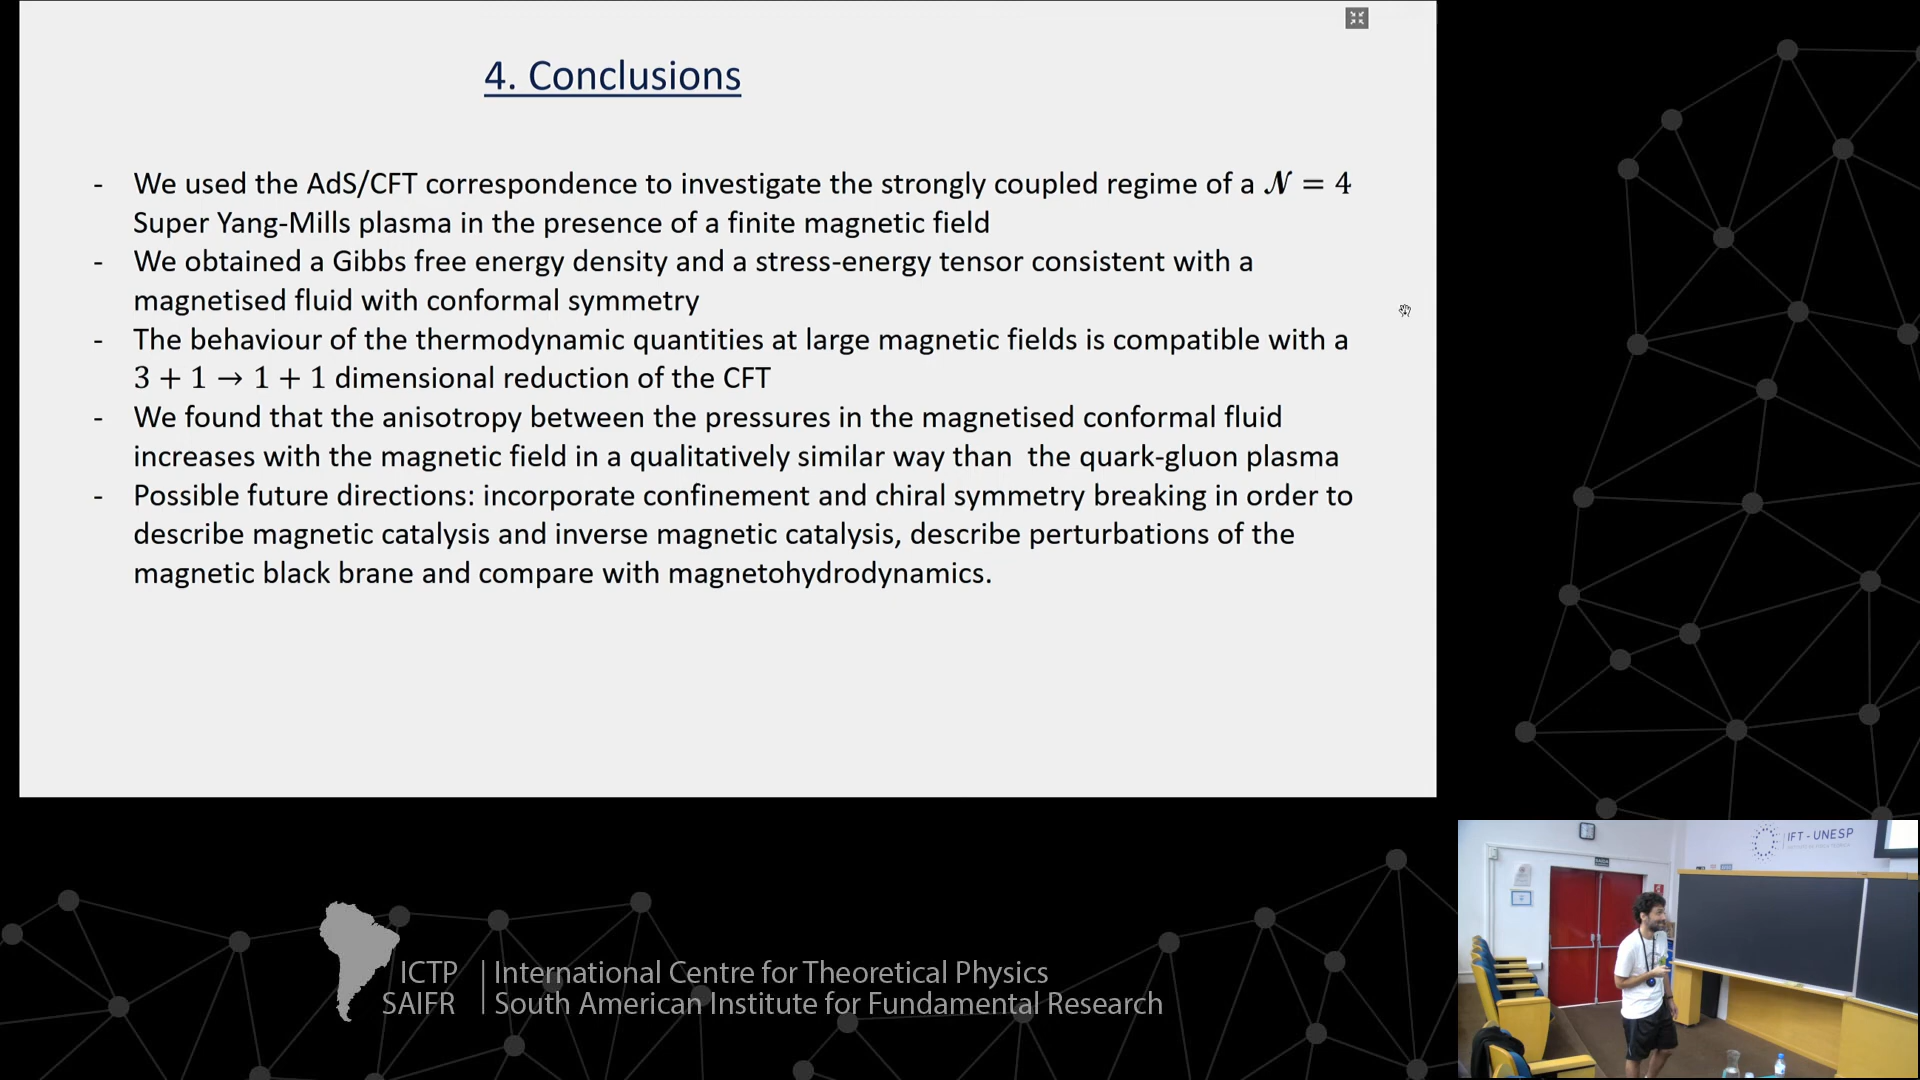 4. Conclusions
- We used the AdS/CFT correspondence to investigate the strongly coupled regime of a 𝒩 = 4
Super Yang-Mills plasma in the presence of a finite magnetic field
- We obtained a Gibbs free energy density and a stress-energy tensor consistent with a
magnetised fluid with conformal symmetry
- The behaviour of the thermodynamic quantities at large magnetic fields is compatible with a
3 + 1 → 1 + 1 dimensional reduction of the CFT
- We found that the anisotropy between the pressures in the magnetised conformal fluid
increases with the magnetic field in a qualitatively similar way than the quark-gluon plasma
- Possible future directions: incorporate confinement and chiral symmetry breaking in order to
describe magnetic catalysis and inverse magnetic catalysis, describe perturbations of the
magnetic black brane and compare with magnetohydrodynamics.
IFT - UNESP
ICTP International Centre for Theoretical Physics
SAIFR South American Institute for Fundamental Research